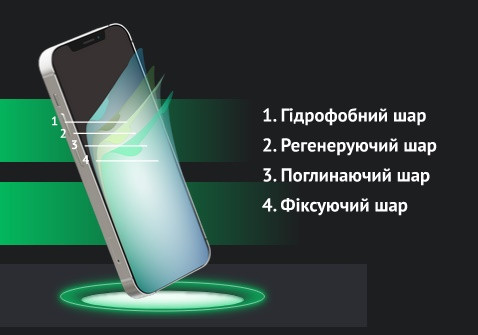 1. Гідрофобний шар
2. Регенеруючий шар
3. Поглинаючий шар
4. Фіксуючий шар
1
2
3
4